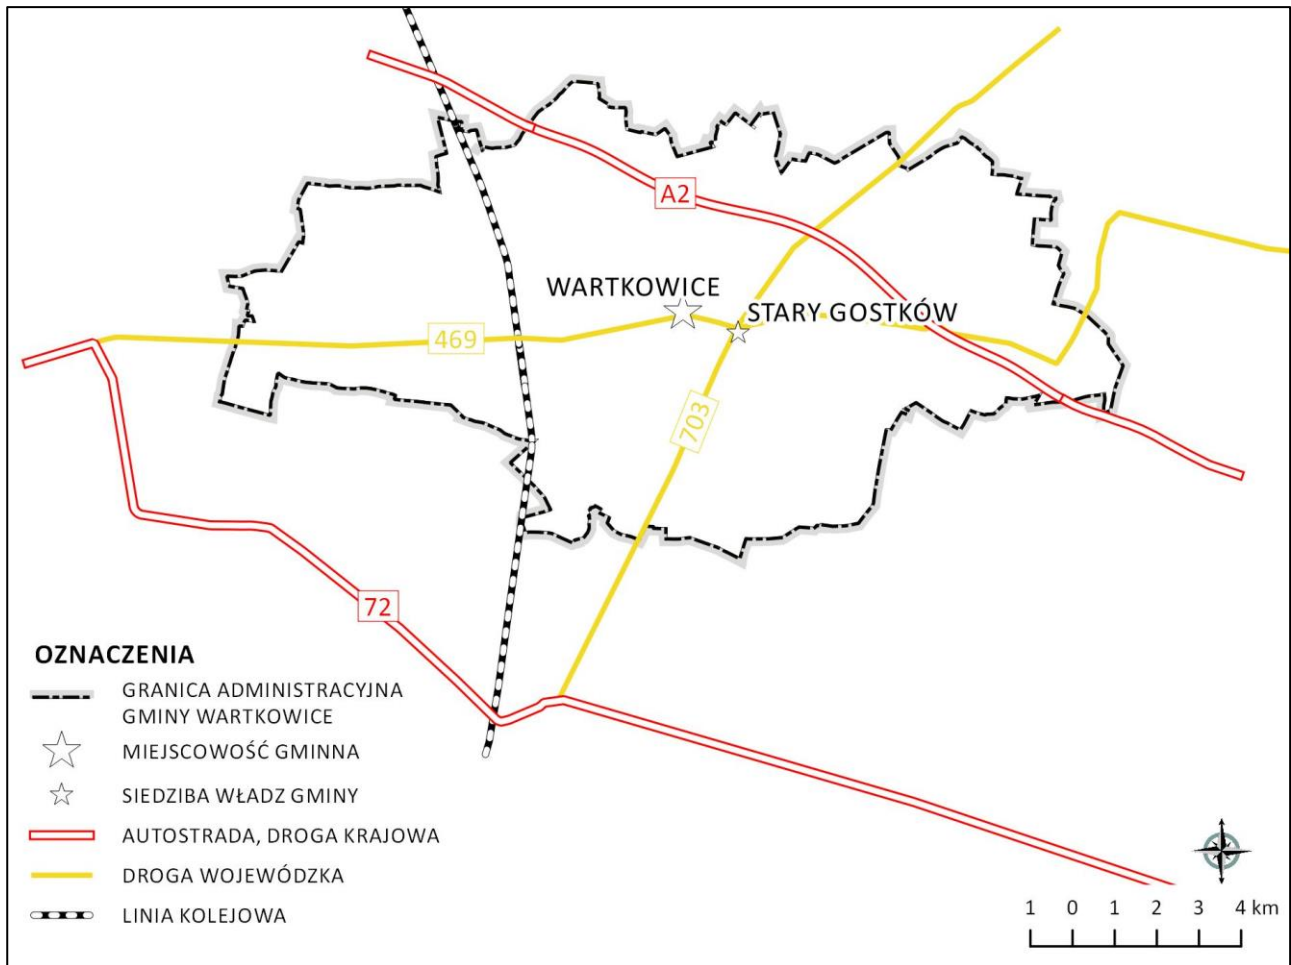 A2
WARTKOWICE
STARY GOSTKÓW
469
703
72
OZNACZENIA
GRANICA ADMINISTRACYJNA
GMINY WARTKOWICE
MIEJSCOWOŚĆ GMINNA
SIEDZIBA WŁADZ GMINY
AUTOSTRADA, DROGA KRAJOWA
DROGA WOJEWÓDZKA
LINIA KOLEJOWA
1 0 1 2 3 4 km